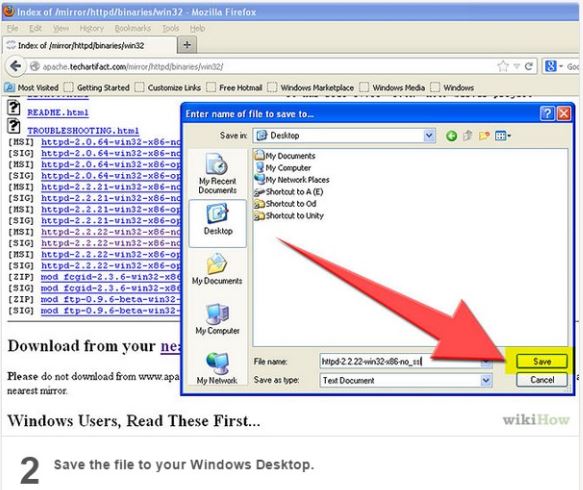 Index of /mirror/httpd/binaries/win32 - Mozilla Firefox
File Edit View History Bookmarks Tools Help
Index of /mirror/httpd/binaries/win32
apache.techartifact.com/mirror/httpd/binaries/win32/
Most Visited Getting Started Customize Links Free Hotmail Windows Marketplace Windows Media Windows
README.html
TROUBLESHOOTING.html
[MSI] httpd-2.0.64-win32-x86-no
[SIG] httpd-2.0.64-win32-x86-no
[MSI] httpd-2.0.64-win32-x86-op
[SIG] httpd-2.0.64-win32-x86-op
[MSI] httpd-2.2.21-win32-x86-no
[SIG] httpd-2.2.21-win32-x86-no
[MSI] httpd-2.2.21-win32-x86-op
[SIG] httpd-2.2.21-win32-x86-op
[MSI] httpd-2.2.22-win32-x86-no
[SIG] httpd-2.2.22-win32-x86-no
[MSI] httpd-2.2.22-win32-x86-op
[SIG] httpd-2.2.22-win32-x86-op
[ZIP] mod_fcgid-2.3.6-win32-x86
[SIG] mod_fcgid-2.3.6-win32-x86
[ZIP] mod_ftp-0.9.6-beta-win32-
[SIG] mod_ftp-0.9.6-beta-win32-
Enter name of file to save to...
Save in: Desktop
My Recent Documents
Desktop
My Documents
My Computer
My Network
My Documents
My Computer
My Network Places
Shortcut to A (E)
Shortcut to Od
Shortcut to Unity
File name: httpd-2.2.22-win32-x86-no_ssl
Save
Save as type: Text Document
Cancel
Download from your ne
Please do not download from www.apa
nearest mirror.
Windows Users, Read These First...
wikiHow
2 Save the file to your Windows Desktop.